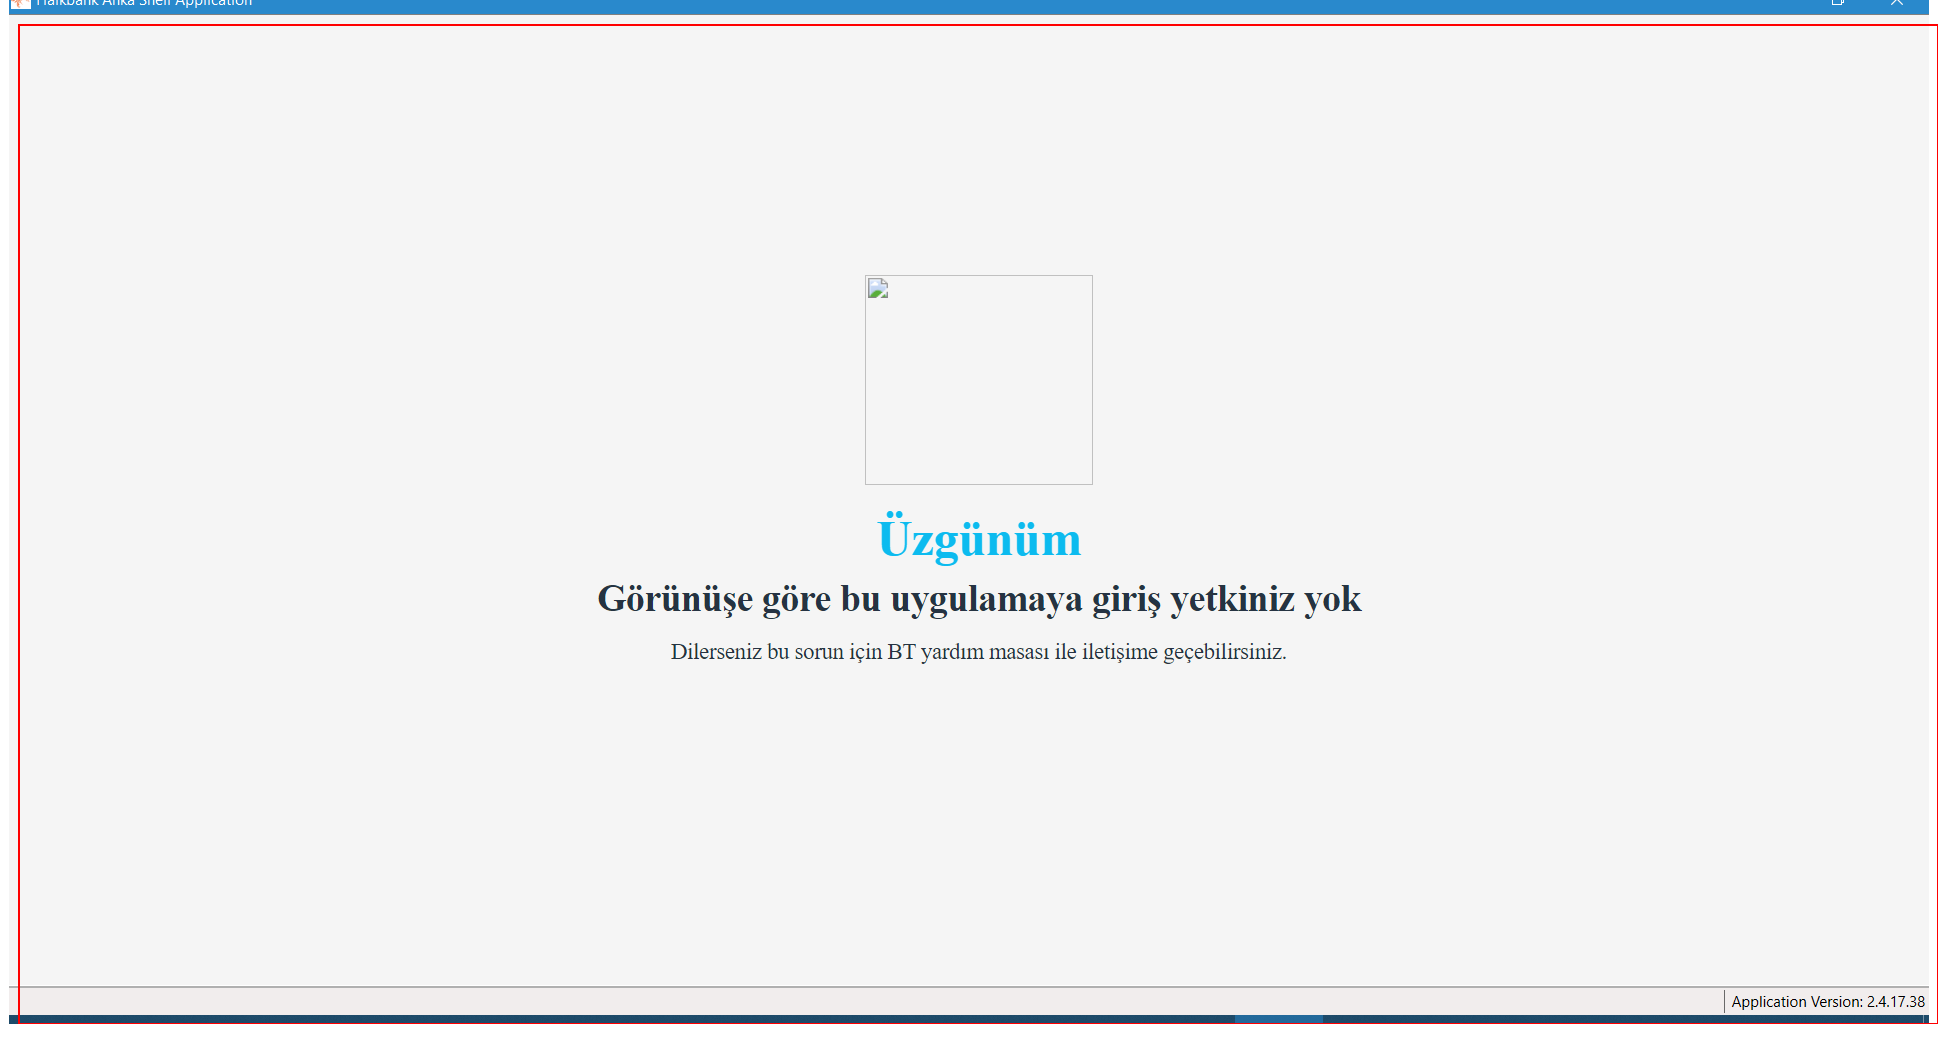 Halkbank Anka Shell Application
Üzgünüm
Görünüşe göre bu uygulamaya giriş yetkiniz yok
Dilerseniz bu sorun için BT yardım masası ile iletişime geçebilirsiniz.
Application Version: 2.4.17.38